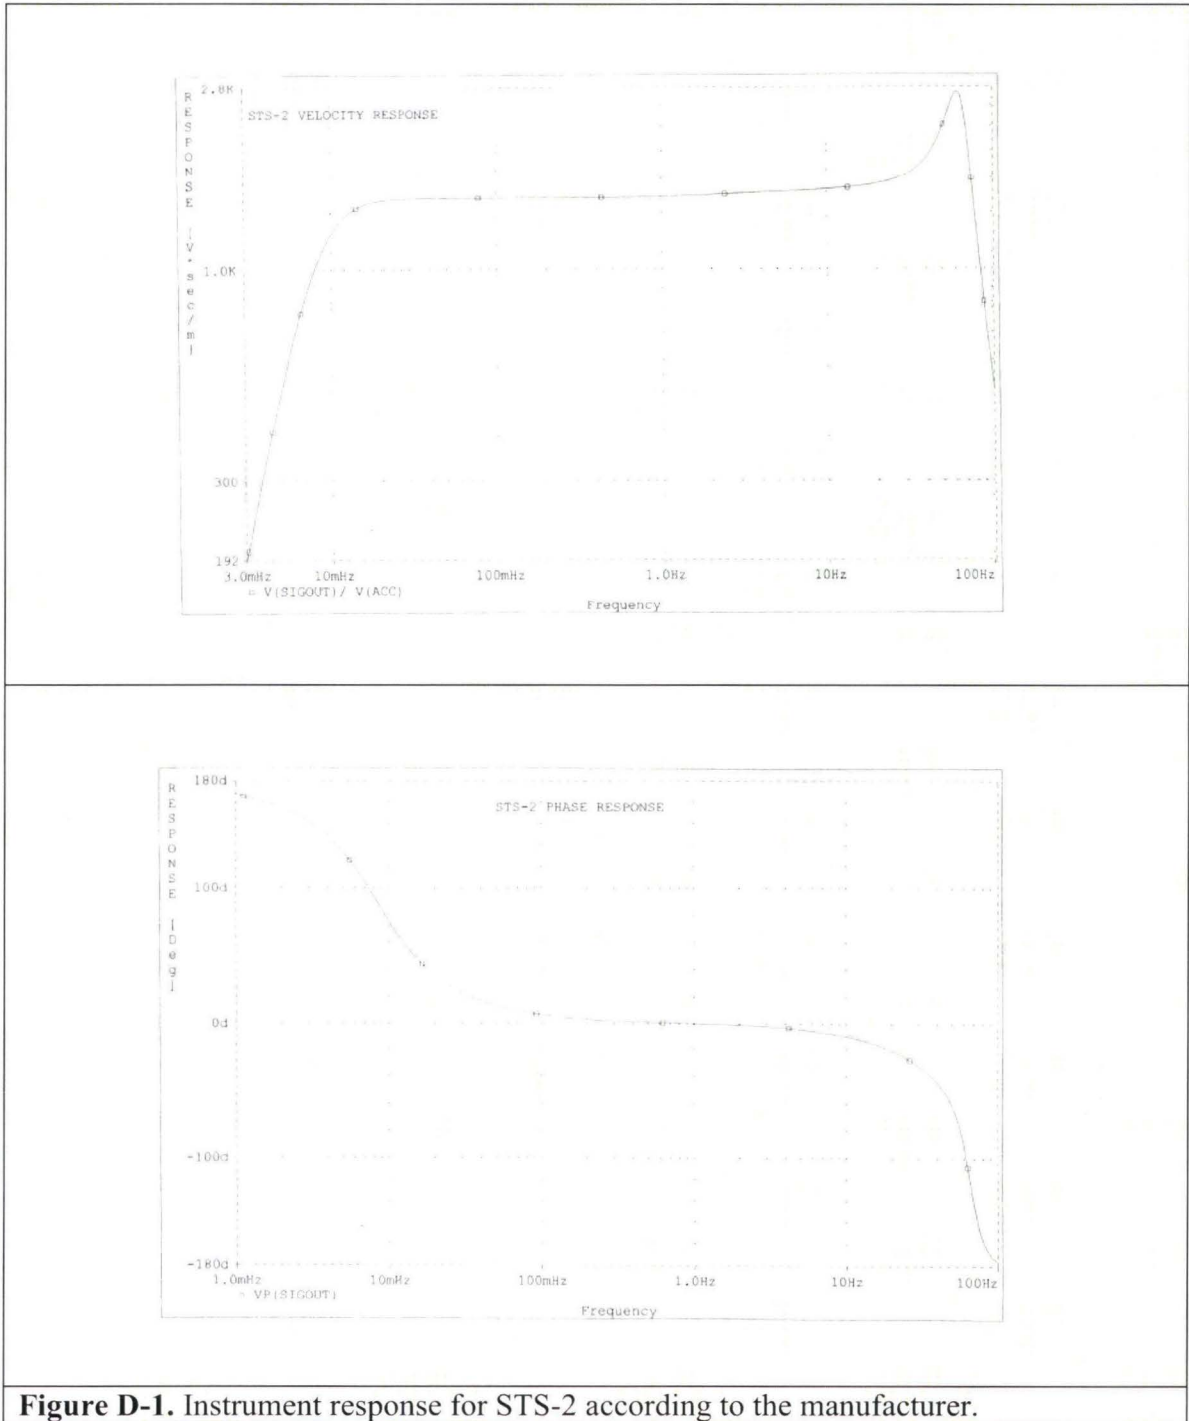 2.8K
STS-2 VELOCITY RESPONSE
RESPONSE [V*sec/m]
1.0K
300
192
3.0mHz 10mHz 100mHz 1.0Hz 10Hz 100Hz
▫ V(SIGOUT)/ V(ACC)
Frequency
180d
STS-2 PHASE RESPONSE
RESPONSE [Deg]
100d
0d
-100d
-180d
1.0mHz 10mHz 100mHz 1.0Hz 10Hz 100Hz
▫ VP(SIGOUT)
Frequency
Figure D-1. Instrument response for STS-2 according to the manufacturer.